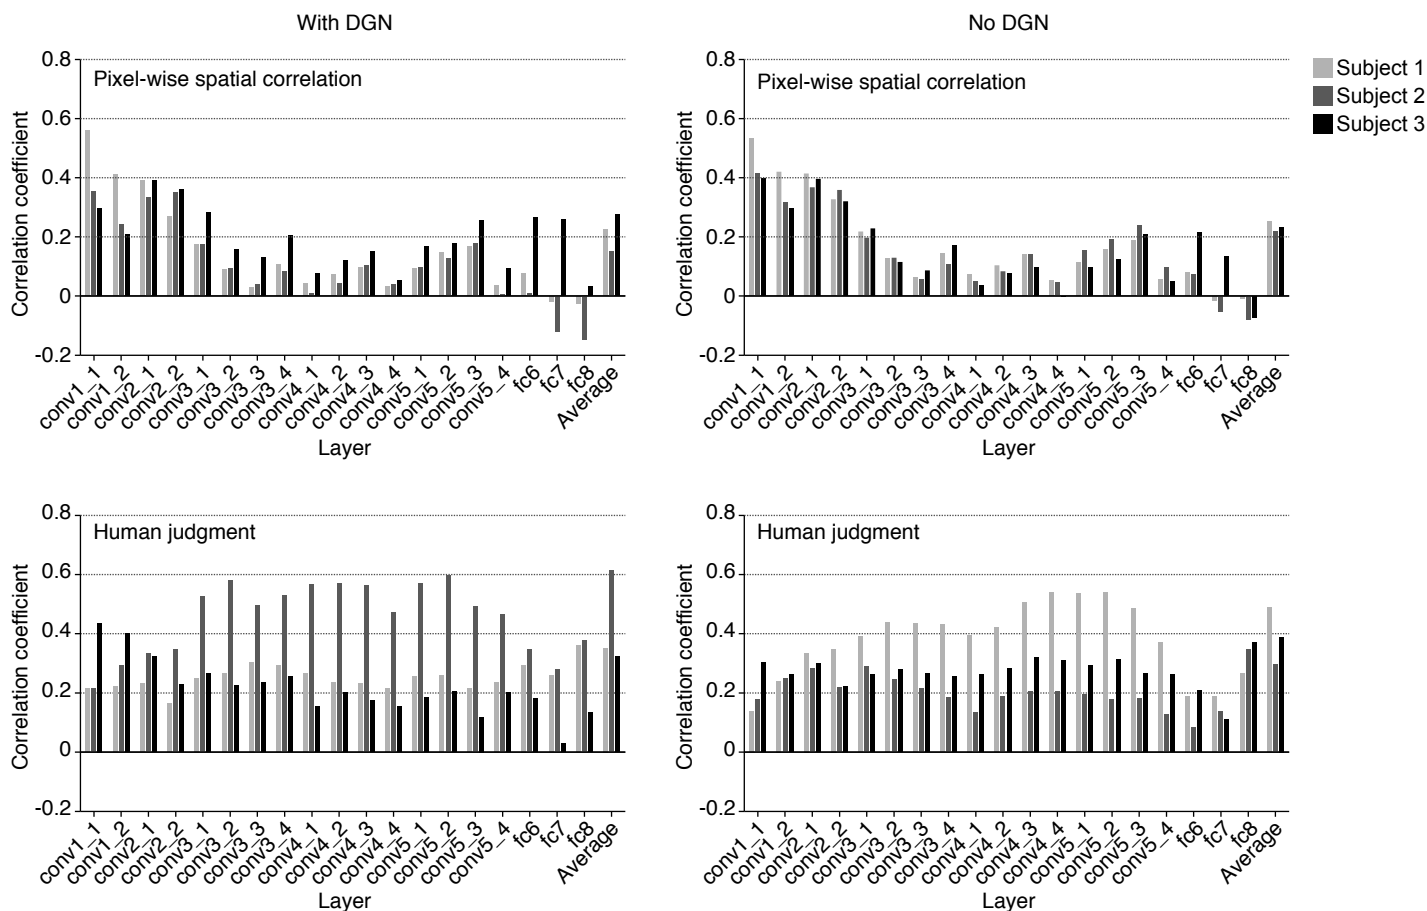 With DGN
No DGN
Subject 1
Subject 2
Subject 3
Pixel-wise spatial correlation
Correlation coefficient
0.8
0.6
0.4
0.2
0
-0.2
conv1_1
conv1_2
conv2_1
conv2_2
conv3_1
conv3_2
conv3_3
conv3_4
conv4_1
conv4_2
conv4_3
conv4_4
conv5_1
conv5_2
conv5_3
conv5_4
fc6
fc7
fc8
Average
Layer
Pixel-wise spatial correlation
Correlation coefficient
0.8
0.6
0.4
0.2
0
-0.2
conv1_1
conv1_2
conv2_1
conv2_2
conv3_1
conv3_2
conv3_3
conv3_4
conv4_1
conv4_2
conv4_3
conv4_4
conv5_1
conv5_2
conv5_3
conv5_4
fc6
fc7
fc8
Average
Layer
Human judgment
Correlation coefficient
0.8
0.6
0.4
0.2
0
-0.2
conv1_1
conv1_2
conv2_1
conv2_2
conv3_1
conv3_2
conv3_3
conv3_4
conv4_1
conv4_2
conv4_3
conv4_4
conv5_1
conv5_2
conv5_3
conv5_4
fc6
fc7
fc8
Average
Layer
Human judgment
Correlation coefficient
0.8
0.6
0.4
0.2
0
-0.2
conv1_1
conv1_2
conv2_1
conv2_2
conv3_1
conv3_2
conv3_3
conv3_4
conv4_1
conv4_2
conv4_3
conv4_4
conv5_1
conv5_2
conv5_3
conv5_4
fc6
fc7
fc8
Average
Layer